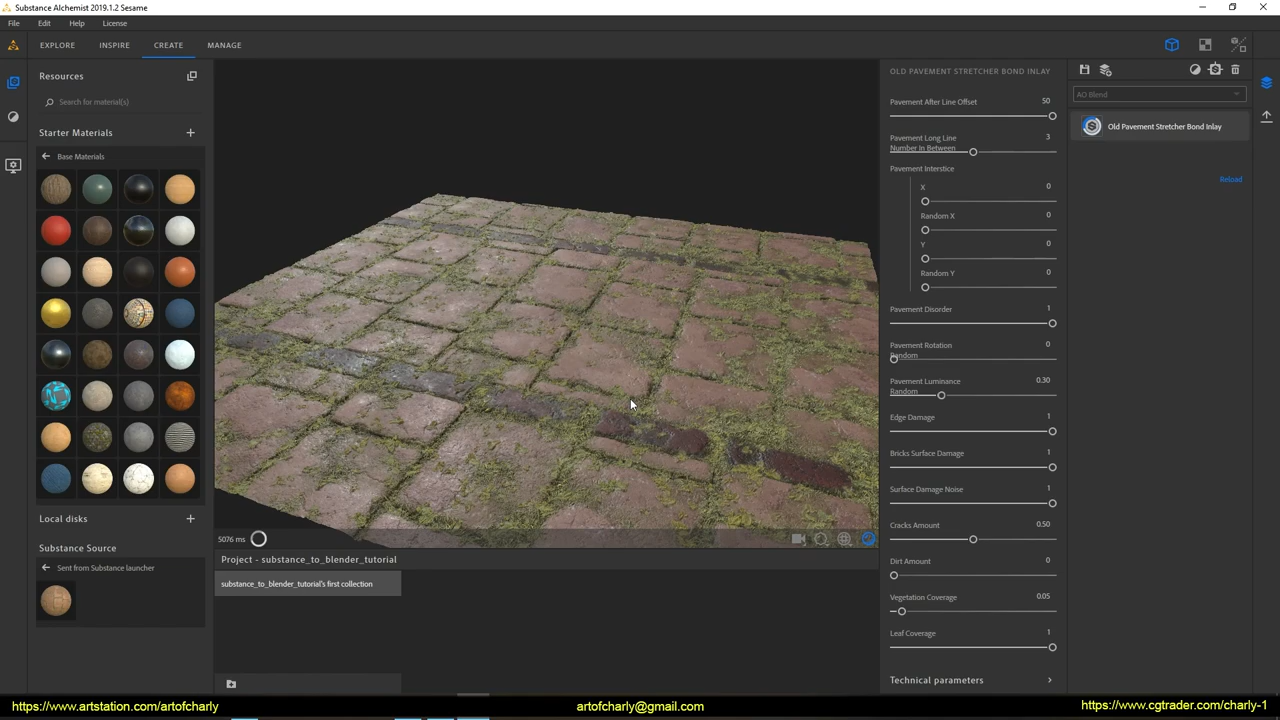 Substance Alchemist 2019.1.2 Sesame
File Edit Help License
EXPLORE INSPIRE CREATE MANAGE
Resources
Search for material(s)
Starter Materials
Base Materials
Local disks
Substance Source
Sent from Substance launcher
5076 ms
Project - substance_to_blender_tutorial
substance_to_blender_tutorial's first collection
OLD PAVEMENT STRETCHER BOND INLAY
Pavement After Line Offset 50
Pavement Long Line 3
Number In Between
Pavement Interstice
X 0
Random X 0
Y 0
Random Y 0
Pavement Disorder 1
Pavement Rotation 0
Random
Pavement Luminance 0.30
Random
Edge Damage 1
Bricks Surface Damage 1
Surface Damage Noise 1
Cracks Amount 0.50
Dirt Amount 0
Vegetation Coverage 0.05
Leaf Coverage 1
Technical parameters
AO Blend
Old Pavement Stretcher Bond Inlay
Reload
https://www.artstation.com/artofcharly
artofcharly@gmail.com
https://www.cgtrader.com/charly-1